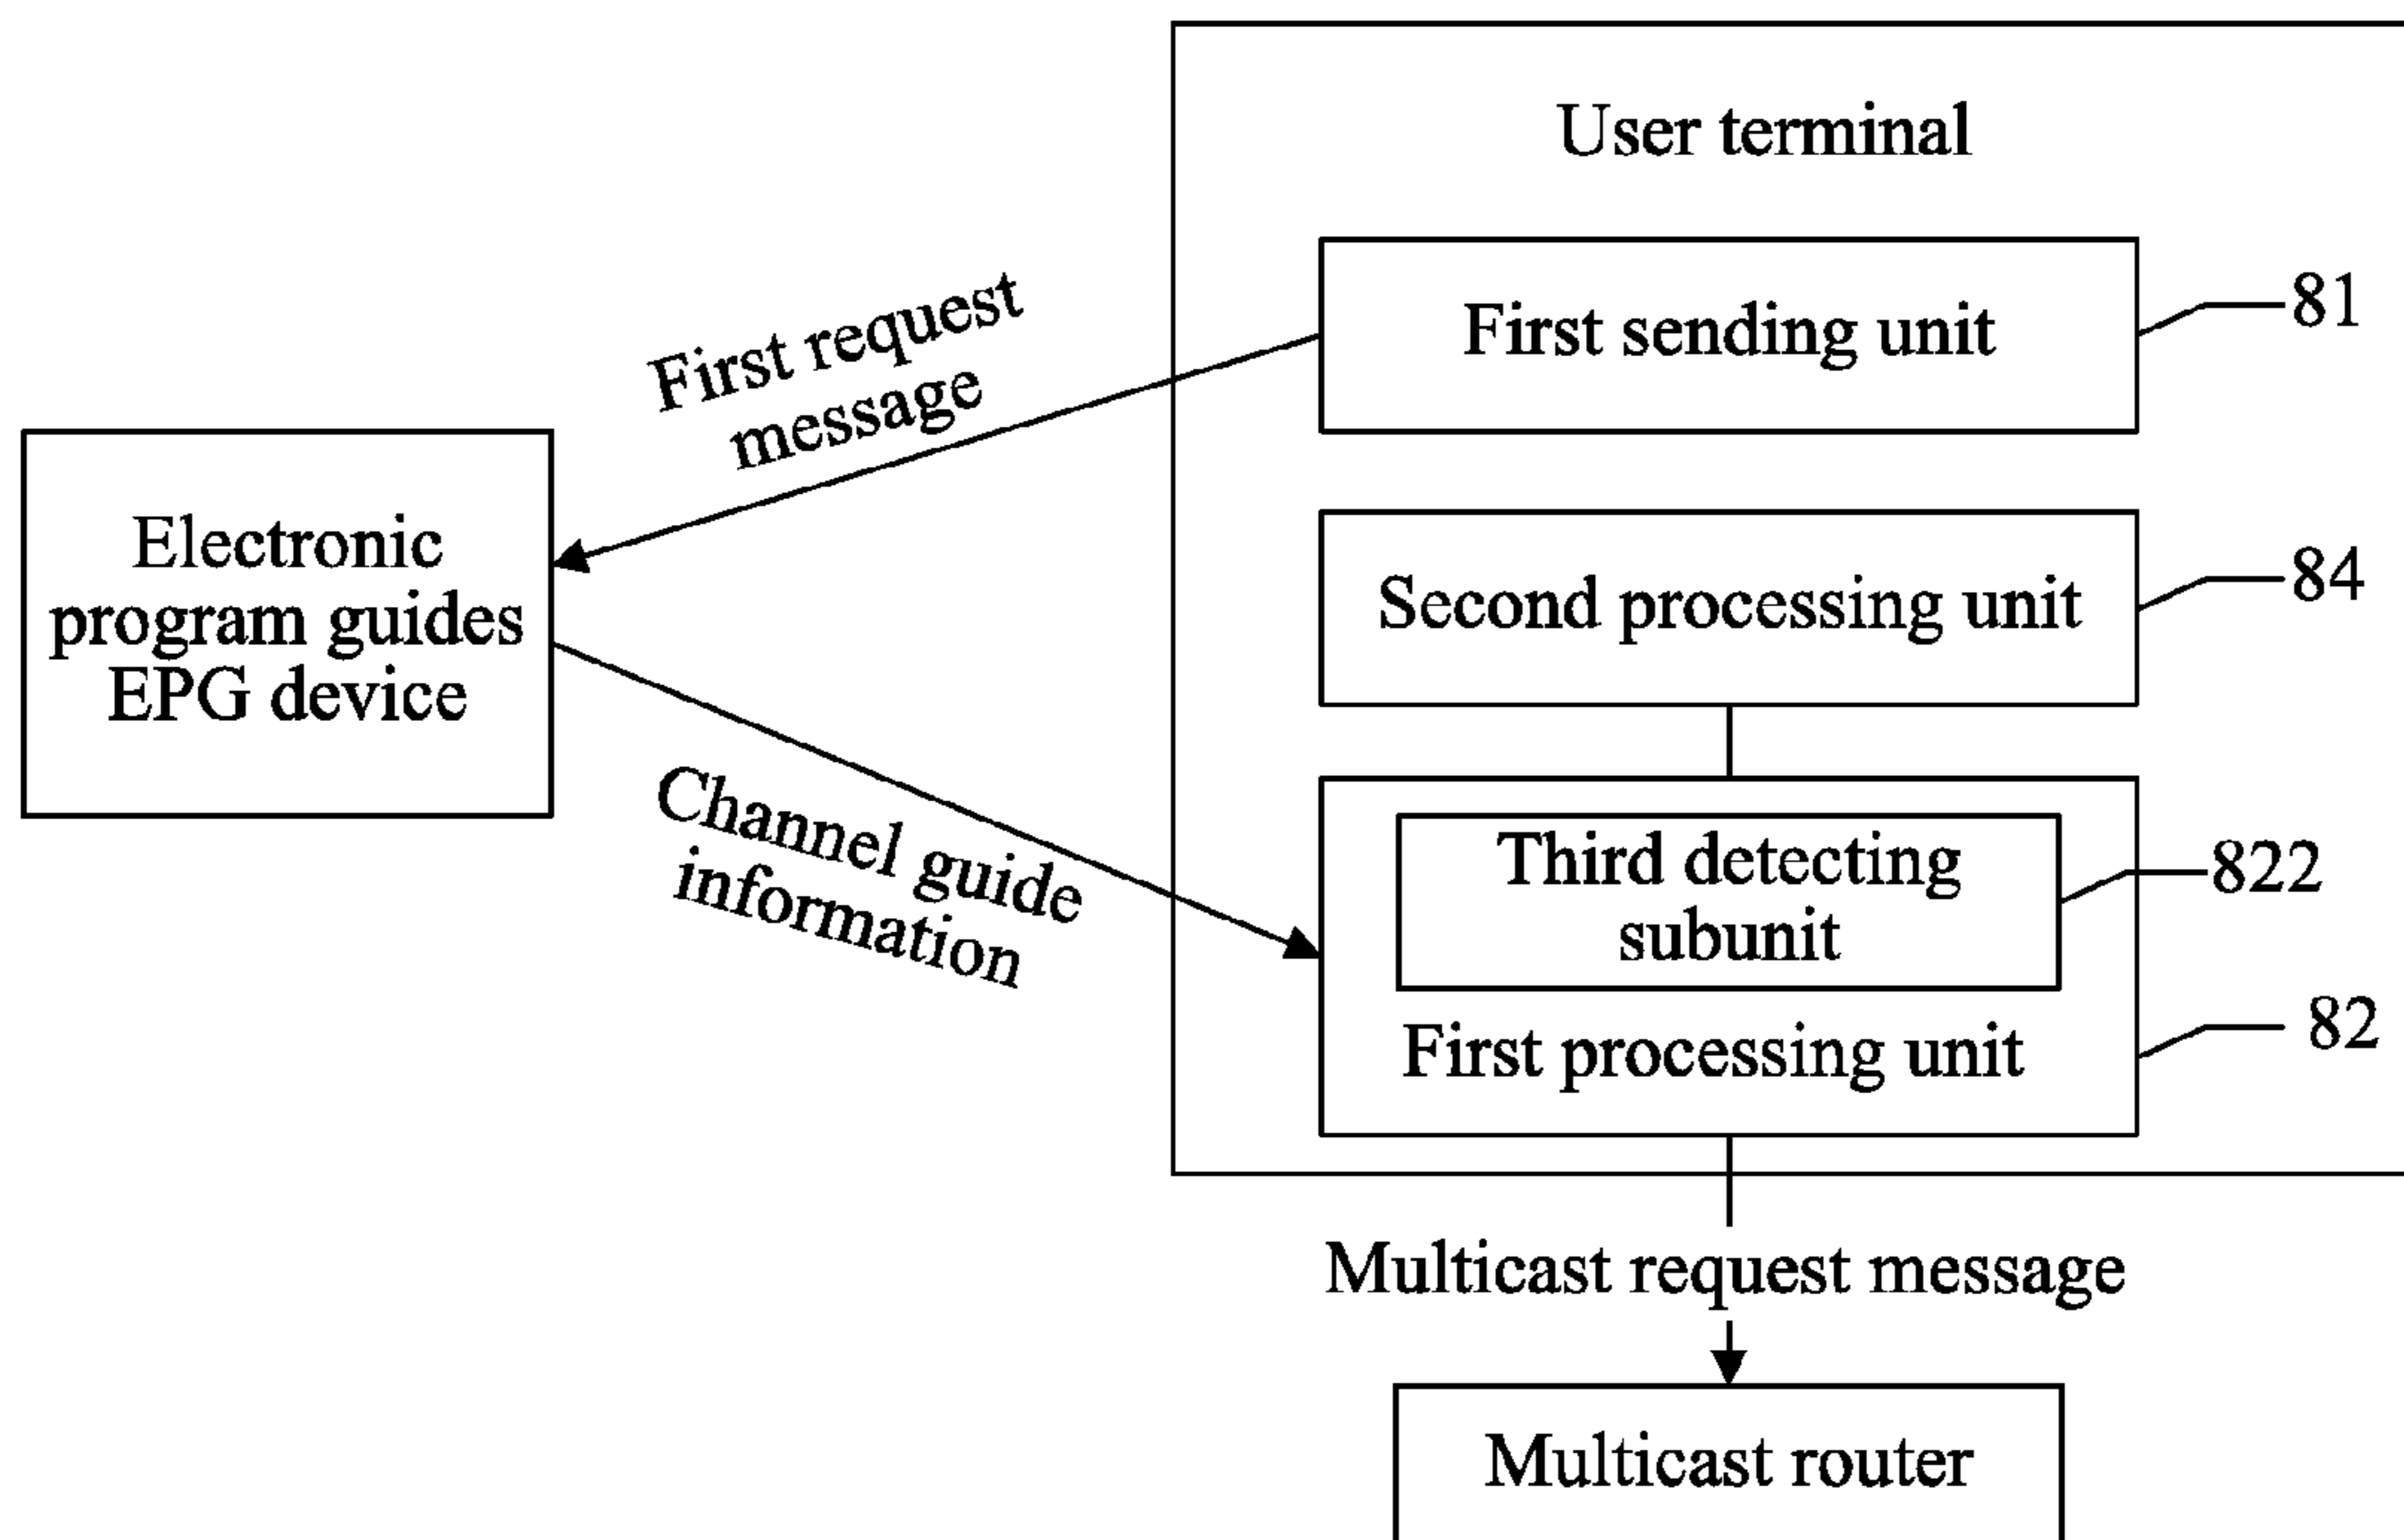 User terminal
First sending unit
81
First request
message
Electronic
program guides
EPG device
Second processing unit
84
Channel guide
information
Third detecting
subunit
822
First processing unit
82
Multicast request message
Multicast router